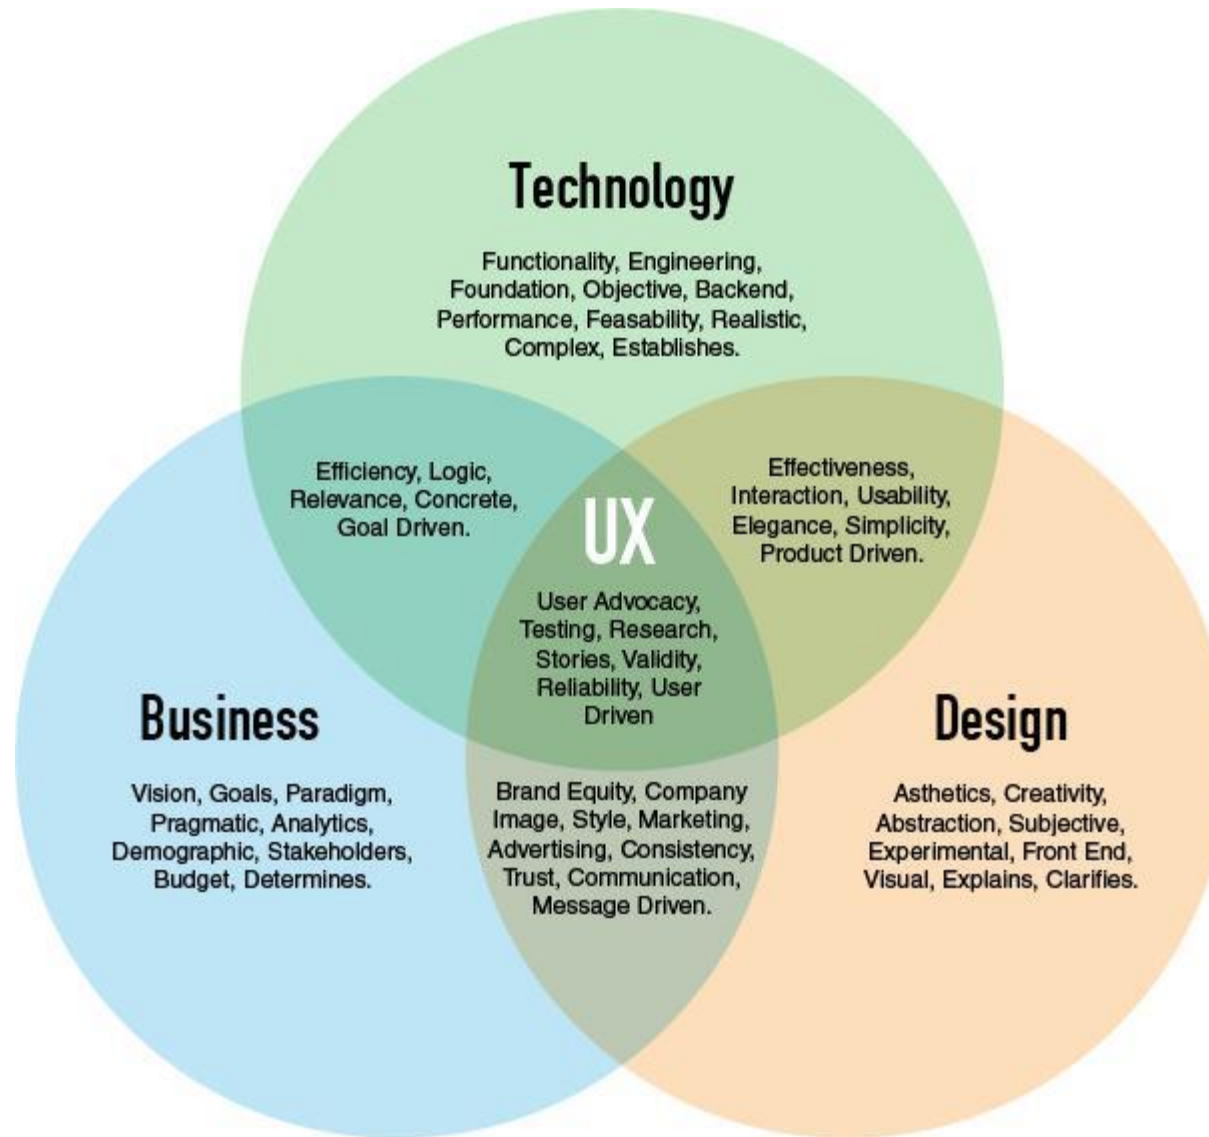 Technology
Functionality, Engineering,
Foundation, Objective, Backend,
Performance, Feasability, Realistic,
Complex, Establishes.
Efficiency, Logic,
Relevance, Concrete,
Goal Driven.
Effectiveness,
Interaction, Usability,
Elegance, Simplicity,
Product Driven.
UX
User Advocacy,
Testing, Research,
Stories, Validity,
Reliability, User
Driven
Business
Vision, Goals, Paradigm,
Pragmatic, Analytics,
Demographic, Stakeholders,
Budget, Determines.
Brand Equity, Company
Image, Style, Marketing,
Advertising, Consistency,
Trust, Communication,
Message Driven.
Design
Asthetics, Creativity,
Abstraction, Subjective,
Experimental, Front End,
Visual, Explains, Clarifies.